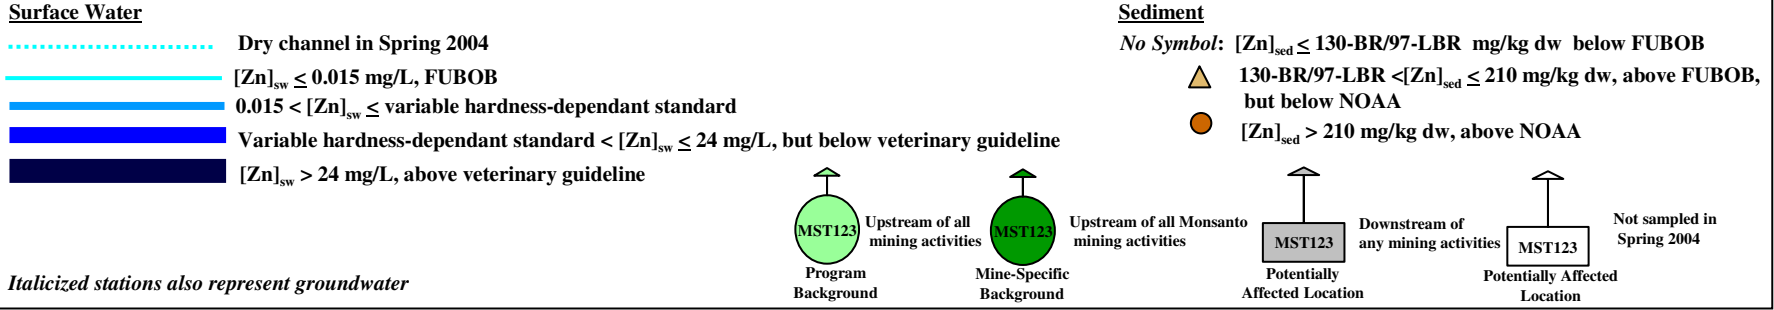 Surface Water
Dry channel in Spring 2004
[Zn]sw ≤ 0.015 mg/L, FUBOB
0.015 < [Zn]sw ≤ variable hardness-dependant standard
Variable hardness-dependant standard < [Zn]sw ≤ 24 mg/L, but below veterinary guideline
[Zn]sw > 24 mg/L, above veterinary guideline
Italicized stations also represent groundwater
Sediment
No Symbol: [Zn]sed ≤ 130-BR/97-LBR mg/kg dw below FUBOB
130-BR/97-LBR <[Zn]sed ≤ 210 mg/kg dw, above FUBOB,
but below NOAA
[Zn]sed > 210 mg/kg dw, above NOAA
MST123
Upstream of all
mining activities
Program
Background
MST123
Upstream of all Monsanto
mining activities
Mine-Specific
Background
MST123
Downstream of
any mining activities
Potentially
Affected Location
MST123
Not sampled in
Spring 2004
Potentially Affected
Location